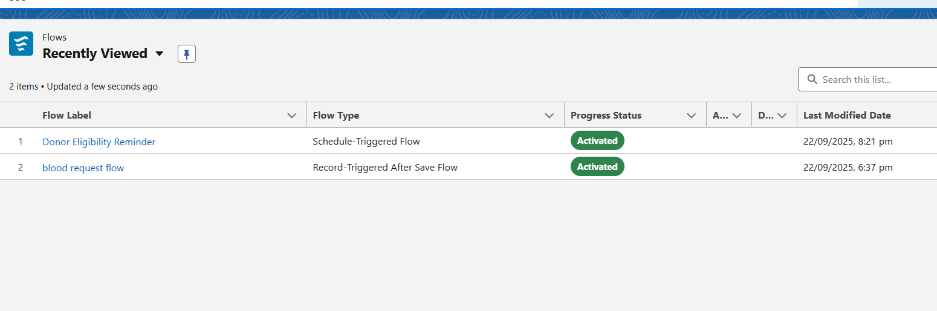 Flows
Recently Viewed
2 items • Updated a few seconds ago
Search this list...
Flow Label Flow Type Progress Status A... D... Last Modified Date
1 Donor Eligibility Reminder Schedule-Triggered Flow Activated 22/09/2025, 8:21 pm
2 blood request flow Record-Triggered After Save Flow Activated 22/09/2025, 6:37 pm